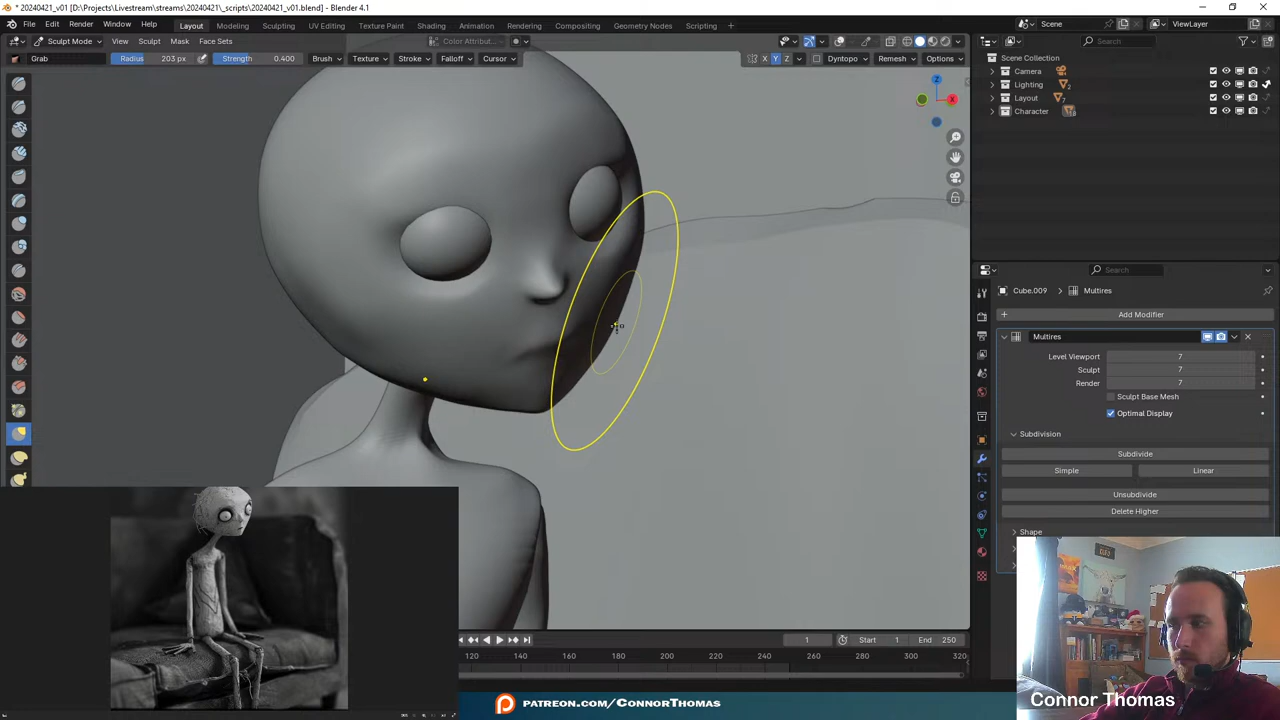 * 20240421_v01 [D:\Projects\Livestream\streams\20240421\_scripts\20240421_v01.blend] - Blender 4.1
File Edit Render Window Help Layout Modeling Sculpting UV Editing Texture Paint Shading Animation Rendering Compositing Geometry Nodes Scripting + Scene ViewLayer
Sculpt Mode View Sculpt Mask Face Sets Color Attribut... Search
Grab Radius 203 px Strength 0.400 Brush Texture Stroke Falloff Cursor X Y Z Dyntopo Remesh Options
Scene Collection
Camera
Lighting 2
Layout
Character
Z
X
Search
Cube.009 > Multires
+ Add Modifier
Multires
Level Viewport 7
Sculpt 7
Render 7
Sculpt Base Mesh
Optimal Display
Subdivision
Subdivide
Simple Linear
Unsubdivide
Delete Higher
Shape
1 Start 1 End 250
120 140 160 180 200 220 240 260 280 300 320
PATREON.COM/CONNORTHOMAS
Connor Thomas